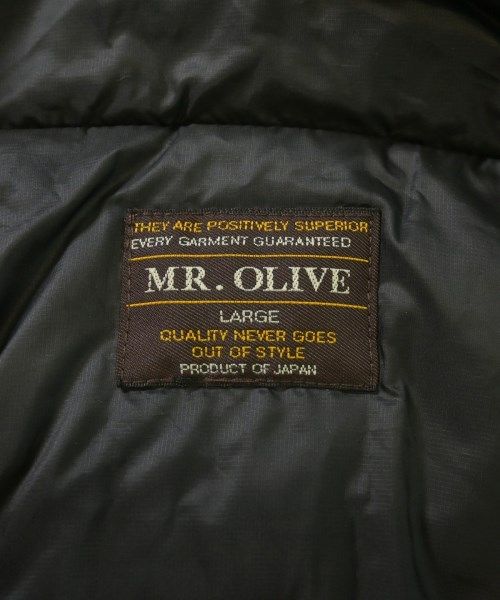 THEY ARE POSITIVELY SUPERIOR
EVERY GARMENT GUARANTEED
MR. OLIVE
LARGE
QUALITY NEVER GOES
OUT OF STYLE
PRODUCT OF JAPAN